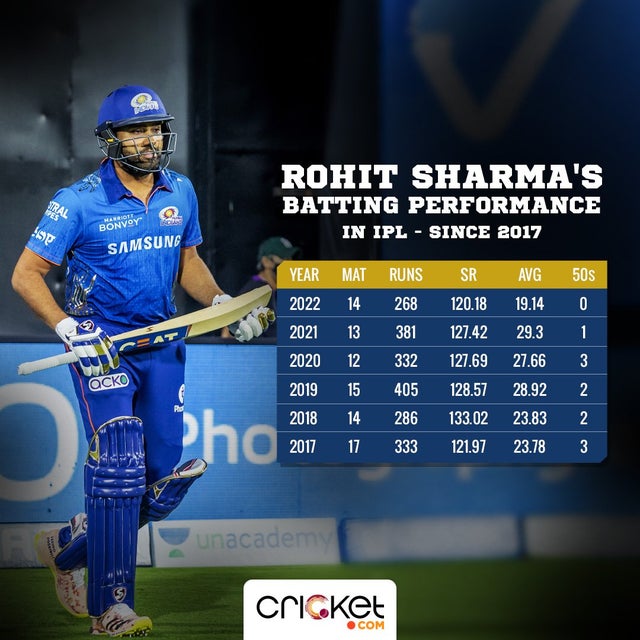 ROHIT SHARMA'S
BATTING PERFORMANCE
IN IPL - SINCE 2017
YEAR MAT RUNS SR AVG 50s
2022 14 268 120.18 19.14 0
2021 13 381 127.42 29.3 1
2020 12 332 127.69 27.66 3
2019 15 405 128.57 28.92 2
2018 14 286 133.02 23.83 2
2017 17 333 121.97 23.78 3
MARRIOTT
BONVOY
SAMSUNG
CEAT
ACKO
Pho
unacademy
cricket
.COM